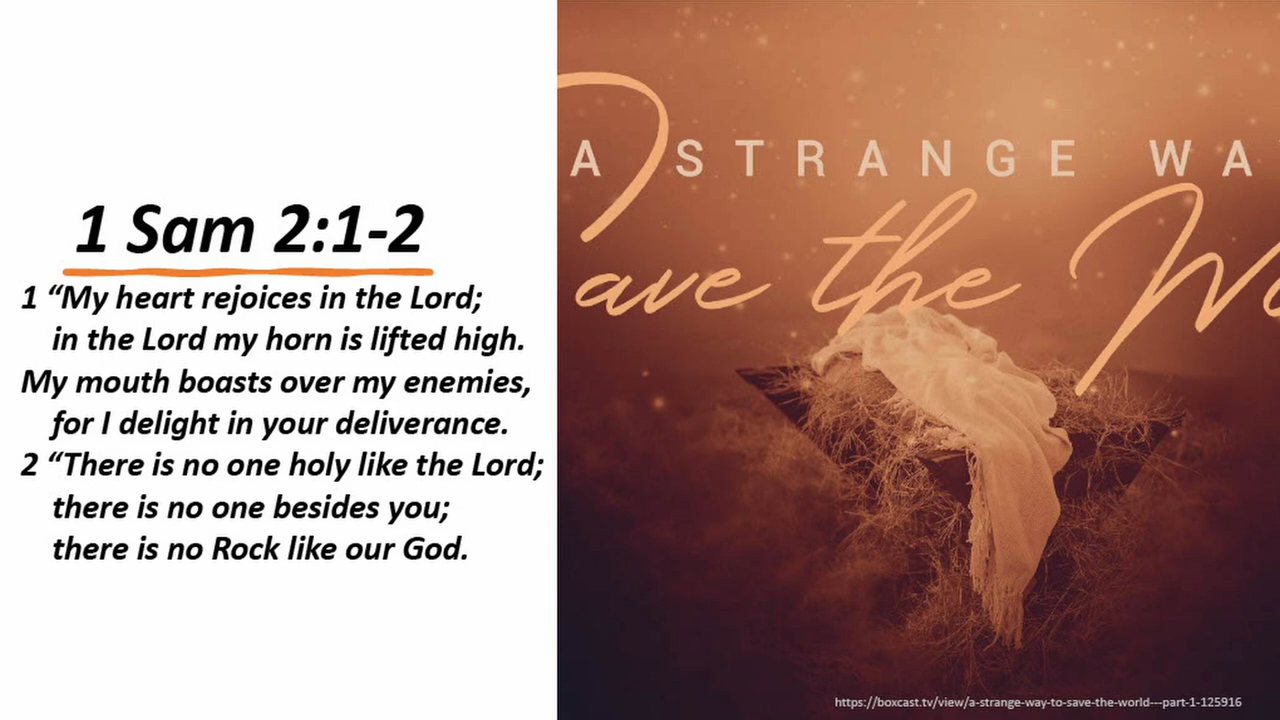 1 Sam 2:1-2
1 “My heart rejoices in the Lord;
in the Lord my horn is lifted high.
My mouth boasts over my enemies,
for I delight in your deliverance.
2 “There is no one holy like the Lord;
there is no one besides you;
there is no Rock like our God.
A STRANGE WA
ave the Wo
https://boxcast.tv/view/a-strange-way-to-save-the-world---part-1-125916